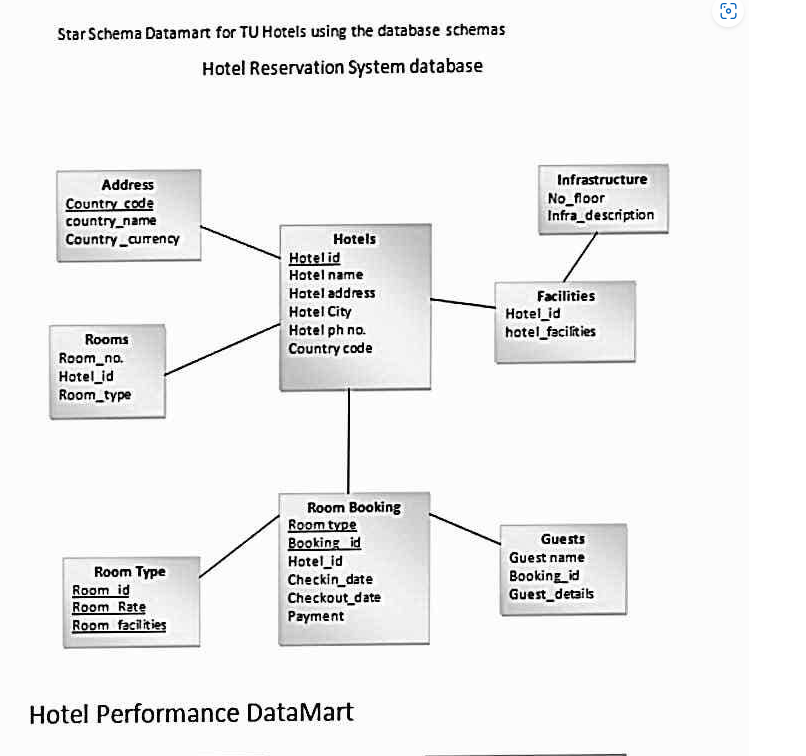 Star Schema Datamart for TU Hotels using the database schemas
Hotel Reservation System database
Address
Country_code
country_name
Country_currency
Infrastructure
No_floor
Infra_description
Hotels
Hotel id
Hotel name
Hotel address
Hotel City
Hotel ph no.
Country code
Facilities
Hotel_id
hotel_facilities
Rooms
Room_no.
Hotel_id
Room_type
Room Booking
Room type
Booking_id
Hotel_id
Checkin_date
Checkout_date
Payment
Guests
Guest name
Booking_id
Guest_details
Room Type
Room_id
Room_Rate
Room_facilities
Hotel Performance DataMart